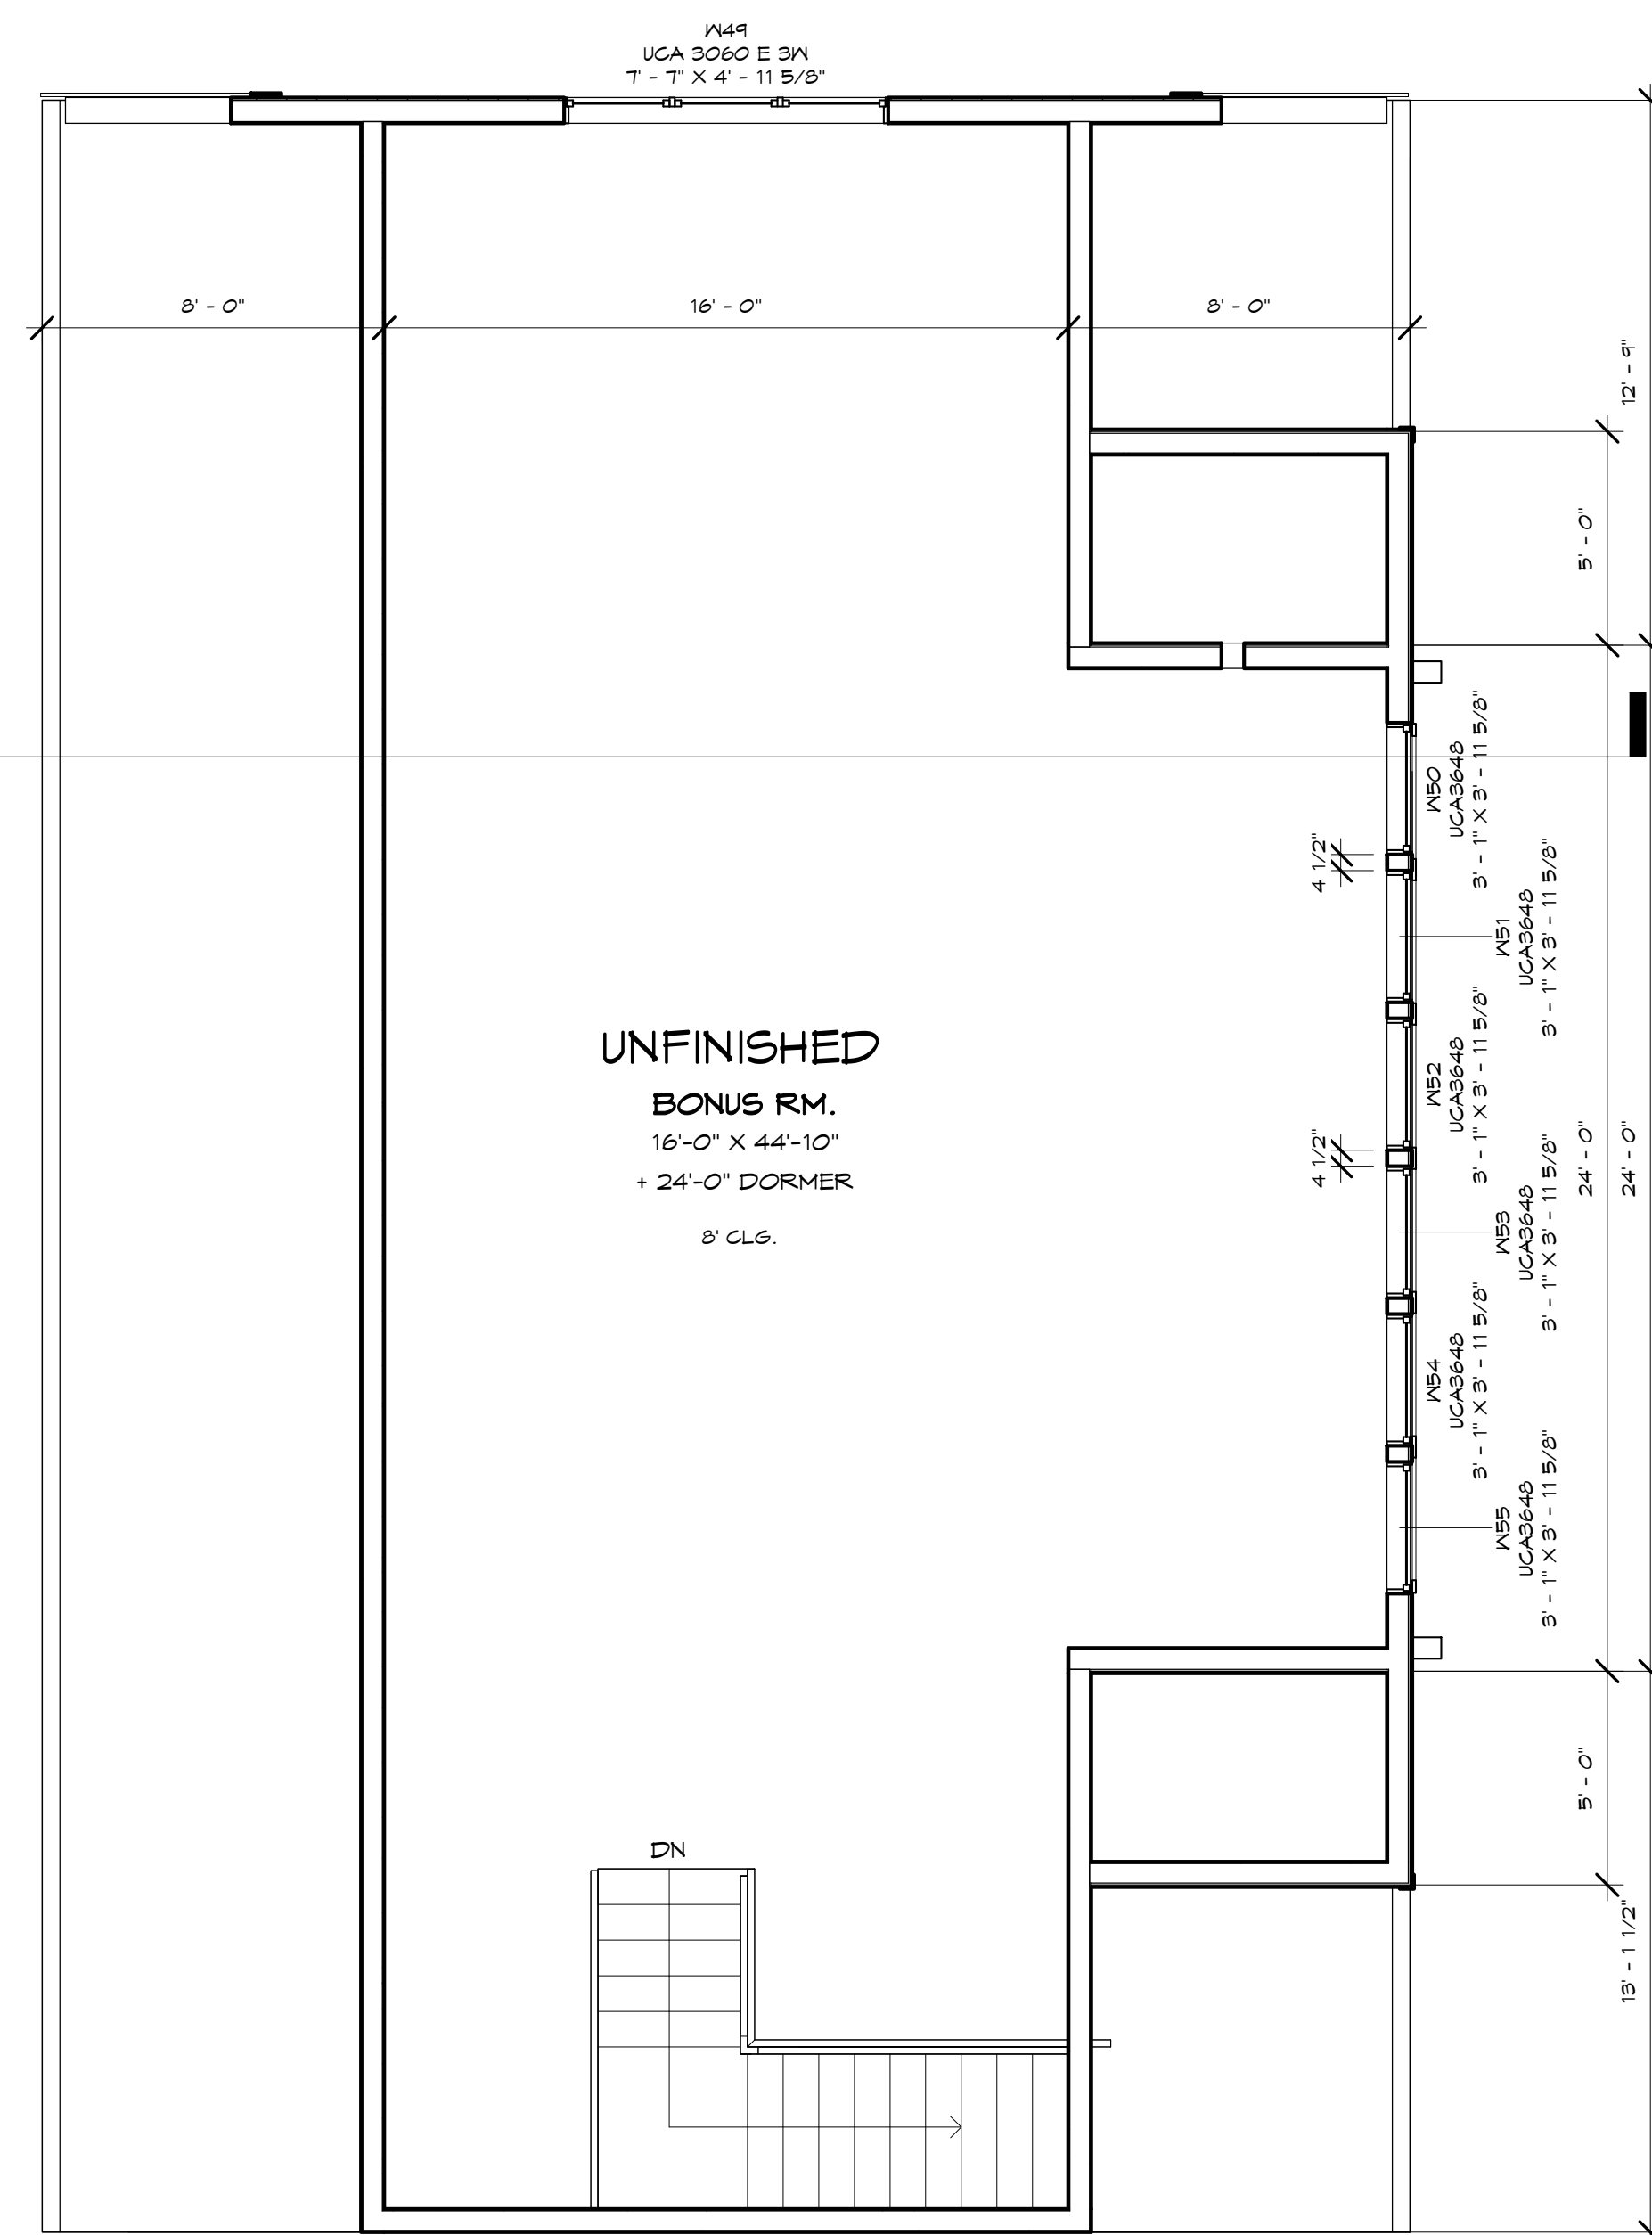 W49
UCA 3060 E 3W
7' - 7" X 4' - 11 5/8"
8' - 0"
16' - 0"
8' - 0"
12' - 9"
5' - 0"
W50
UCA3648
3' - 1" X 3' - 11 5/8"
4 1/2"
W51
UCA3648
3' - 1" X 3' - 11 5/8"
UNFINISHED
BONUS RM.
16'-0" X 44'-10"
+ 24'-0" DORMER
8' CLG.
W52
UCA3648
3' - 1" X 3' - 11 5/8"
4 1/2"
24' - 0"
24' - 0"
W53
UCA3648
3' - 1" X 3' - 11 5/8"
W54
UCA3648
3' - 1" X 3' - 11 5/8"
W55
UCA3648
3' - 1" X 3' - 11 5/8"
5' - 0"
DN
13' - 1 1/2"